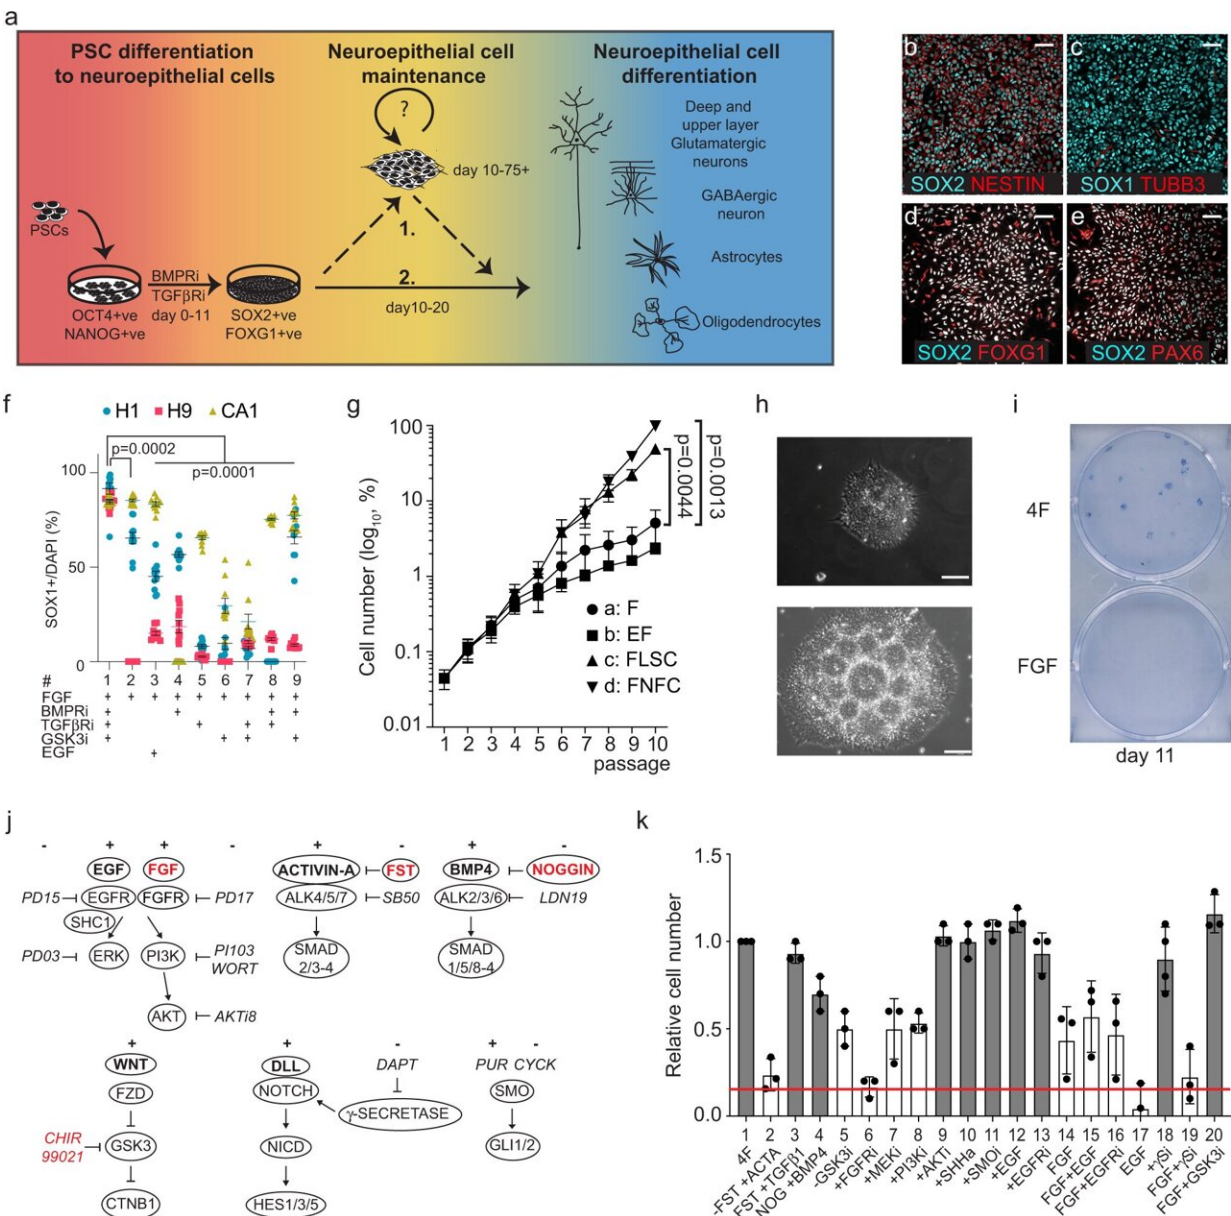 a
PSC differentiation
to neuroepithelial cells
Neuroepithelial cell
maintenance
Neuroepithelial cell
differentiation
?
day 10-75+
PSCs
BMPRi
TGFβRi
day 0-11
OCT4+ve
NANOG+ve
SOX2+ve
FOXG1+ve
1.
2.
day10-20
Deep and
upper layer
Glutamatergic
neurons
GABAergic
neuron
Astrocytes
Oligodendrocytes
b
SOX2 NESTIN
c
SOX1 TUBB3
d
SOX2 FOXG1
e
SOX2 PAX6
f
H1 H9 CA1
p=0.0002
p=0.0001
SOX1+/DAPI (%)
100
50
0
# 1 2 3 4 5 6 7 8 9
FGF + + + + + + + + +
BMPRi + + + +
TGFβRi + + + +
GSK3i + + + +
EGF +
g
Cell number (log10, %)
100
10
1
0.1
0.01
1 2 3 4 5 6 7 8 9 10
passage
a: F
b: EF
c: FLSC
d: FNFC
p=0.0044
p=0.0013
h
i
4F
FGF
day 11
j
- + + -
EGF FGF
PD15 EGFR FGFR PD17
SHC1
PD03 ERK PI3K PI103
WORT
AKT AKTi8
+ -
ACTIVIN-A FST
ALK4/5/7 SB50
SMAD
2/3-4
+ -
BMP4 NOGGIN
ALK2/3/6 LDN19
SMAD
1/5/8-4
+
WNT
FZD
CHIR
99021
GSK3
CTNB1
+ -
DLL DAPT
NOTCH
γ-SECRETASE
NICD
HES1/3/5
+ -
PUR CYCK
SMO
GLI1/2
k
Relative cell number
1.5
1.0
0.5
0.0
1 2 3 4 5 6 7 8 9 10 11 12 13 14 15 16 17 18 19 20
4F
-FST +ACTA
FST +TGFβ1
NOG +BMP4
-GSK3i
+FGFRi
+MEKi
+PI3Ki
+AKTi
+SHHa
+SMOi
+EGF
+EGFRi
FGF
FGF+EGF
FGF+EGFRi
EGF
+γSi
FGF+γSi
FGF+GSK3i